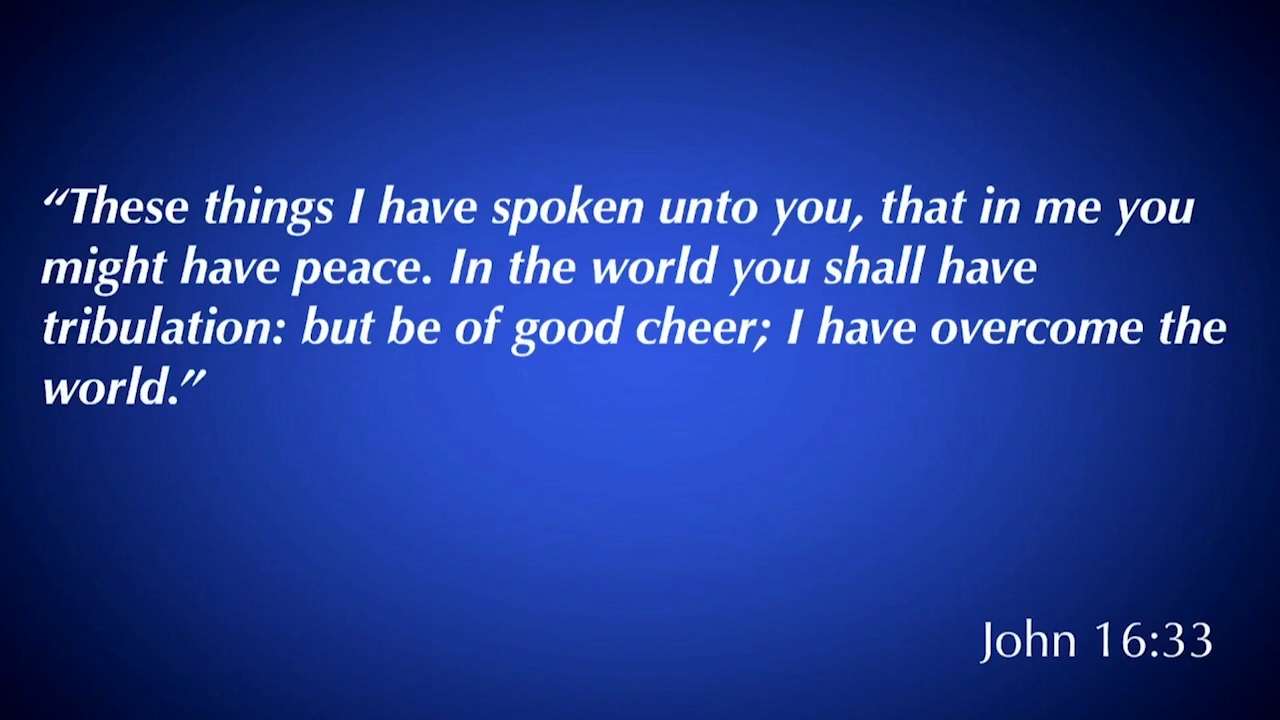 “These things I have spoken unto you, that in me you
might have peace. In the world you shall have
tribulation: but be of good cheer; I have overcome the
world.”
John 16:33